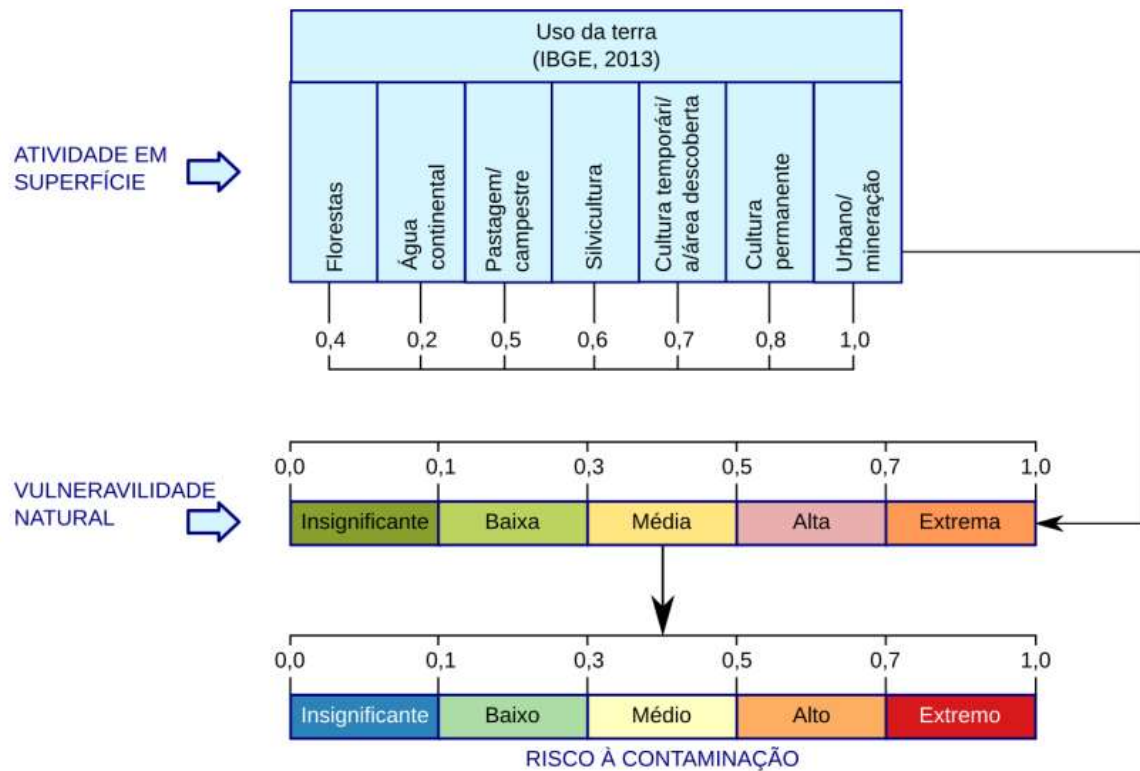 Uso da terra
(IBGE, 2013)
ATIVIDADE EM
SUPERFÍCIE
Florestas
Água
continental
Pastagem/
campestre
Silvicultura
Cultura temporári/
a/área descoberta
Cultura
permanente
Urbano/
mineração
0,4 0,2 0,5 0,6 0,7 0,8 1,0
0,0 0,1 0,3 0,5 0,7 1,0
VULNERAVILIDADE
NATURAL
Insignificante Baixa Média Alta Extrema
0,0 0,1 0,3 0,5 0,7 1,0
Insignificante Baixo Médio Alto Extremo
RISCO À CONTAMINAÇÃO